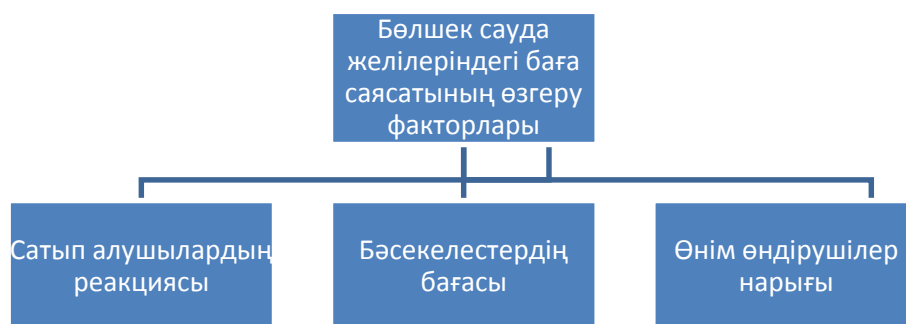 Бөлшек сауда
желілеріндегі баға
саясатының өзгеру
факторлары
Сатып алушылардың
реакциясы
Бәсекелестердің
бағасы
Өнім өндірушілер
нарығы